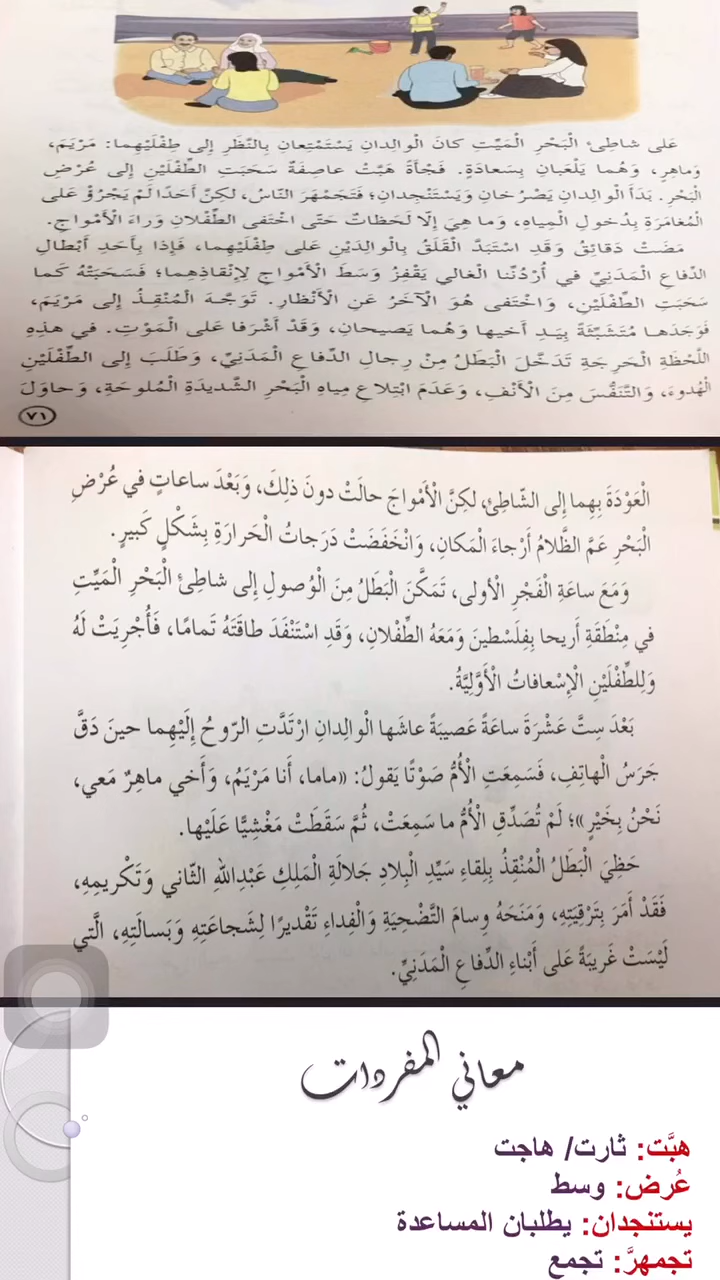 عَلى شاطِئِ الْبَحْرِ الْمَيِّتِ كانَ الْوالِدانِ يَسْتَمْتِعانِ بِالنَّظَرِ إِلى طِفْلَيْهِما: مَرْيَمَ،
وَماهِرٍ، وَهُما يَلْعَبانِ بِسَعادَةٍ. فَجْأَةً هَبَّتْ عاصِفَةٌ سَحَبَتِ الطِّفْلَيْنِ إِلى عُرْضِ
الْبَحْرِ. بَدَأَ الْوالِدانِ يَصْرُخانِ وَيَسْتَنْجِدانِ؛ فَتَجَمْهَرَ النّاسُ، لكِنَّ أَحَدًا لَمْ يَجْرُؤْ عَلى
الْمُغامَرَةِ بِدُخولِ الْمِياهِ، وَما هِيَ إِلّا لَحَظاتٌ حَتّى اخْتَفى الطِّفْلانِ وَراءَ الْأَمْواجِ.
مَضَتْ دَقائِقُ وَقَدِ اسْتَبَدَّ الْقَلَقُ بِالْوالِدَيْنِ عَلى طِفْلَيْهِما، فَإِذا بِأَحَدِ أَبْطالِ
الدِّفاعِ الْمَدَنِيِّ في أُرْدُنِّنا الْغالي يَقْفِزُ وَسَطَ الْأَمْواجِ لِإِنْقاذِهِما؛ فَسَحَبَتْهُ كَما
سَحَبَتِ الطِّفْلَيْنِ، وَاخْتَفى هُوَ الْآخَرُ عَنِ الْأَنْظارِ. تَوَجَّهَ الْمُنْقِذُ إِلى مَرْيَمَ،
فَوَجَدَها مُتَشَبِّثَةً بِيَدِ أَخيها وَهُما يَصيحانِ، وَقَدْ أَشْرَفا عَلى الْمَوْتِ. في هذِهِ
اللَّحْظَةِ الْحَرِجَةِ تَدَخَّلَ الْبَطَلُ مِنْ رِجالِ الدِّفاعِ الْمَدَنِيِّ، وَطَلَبَ إِلى الطِّفْلَيْنِ
الْهُدوءَ، وَالتَّنَفُّسَ مِنَ الْأَنْفِ، وَعَدَمَ ابْتِلاعِ مِياهِ الْبَحْرِ الشَّديدَةِ الْمُلوحَةِ، وَحاوَلَ
٧١
الْعَوْدَةَ بِهِما إِلى الشّاطِئِ، لكِنَّ الْأَمْواجَ حالَتْ دونَ ذلِكَ، وَبَعْدَ ساعاتٍ في عُرْضِ
الْبَحْرِ عَمَّ الظَّلامُ أَرْجاءَ الْمَكانِ، وَانْخَفَضَتْ دَرَجاتُ الْحَرارَةِ بِشَكْلٍ كَبيرٍ.
وَمَعَ ساعَةِ الْفَجْرِ الْأولى، تَمَكَّنَ الْبَطَلُ مِنَ الْوُصولِ إِلى شاطِئِ الْبَحْرِ الْمَيِّتِ
في مِنْطَقَةِ أَريحا بِفِلَسْطينَ وَمَعَهُ الطِّفْلانِ، وَقَدِ اسْتَنْفَدَ طاقَتَهُ تَمامًا، فَأُجْرِيَتْ لَهُ
وَلِلطِّفْلَيْنِ الْإِسْعافاتُ الْأَوَّلِيَّةُ.
بَعْدَ سِتَّ عَشْرَةَ ساعَةً عَصيبَةً عاشَها الْوالِدانِ ارْتَدَّتِ الرّوحُ إِلَيْهِما حينَ دَقَّ
جَرَسُ الْهاتِفِ، فَسَمِعَتِ الْأُمُّ صَوْتًا يَقولُ: «ماما، أَنا مَرْيَمُ، وَأَخي ماهِرٌ مَعي،
نَحْنُ بِخَيْرٍ»؛ لَمْ تُصَدِّقِ الْأُمُّ ما سَمِعَتْ، ثُمَّ سَقَطَتْ مَغْشِيًّا عَلَيْها.
حَظِيَ الْبَطَلُ الْمُنْقِذُ بِلِقاءِ سَيِّدِ الْبِلادِ جَلالَةِ الْمَلِكِ عَبْدِاللهِ الثّاني وَتَكْريمِهِ،
فَقَدْ أَمَرَ بِتَرْقِيَتِهِ، وَمَنَحَهُ وِسامَ التَّضْحِيَةِ وَالْفِداءِ تَقْديرًا لِشَجاعَتِهِ وَبَسالَتِهِ، الَّتي
لَيْسَتْ غَريبَةً عَلى أَبْناءِ الدِّفاعِ الْمَدَنِيِّ.
معاني المفردات
هبَّت: ثارت/ هاجت
عُرض: وسط
يستنجدان: يطلبان المساعدة
تجمهرَّ: تجمع